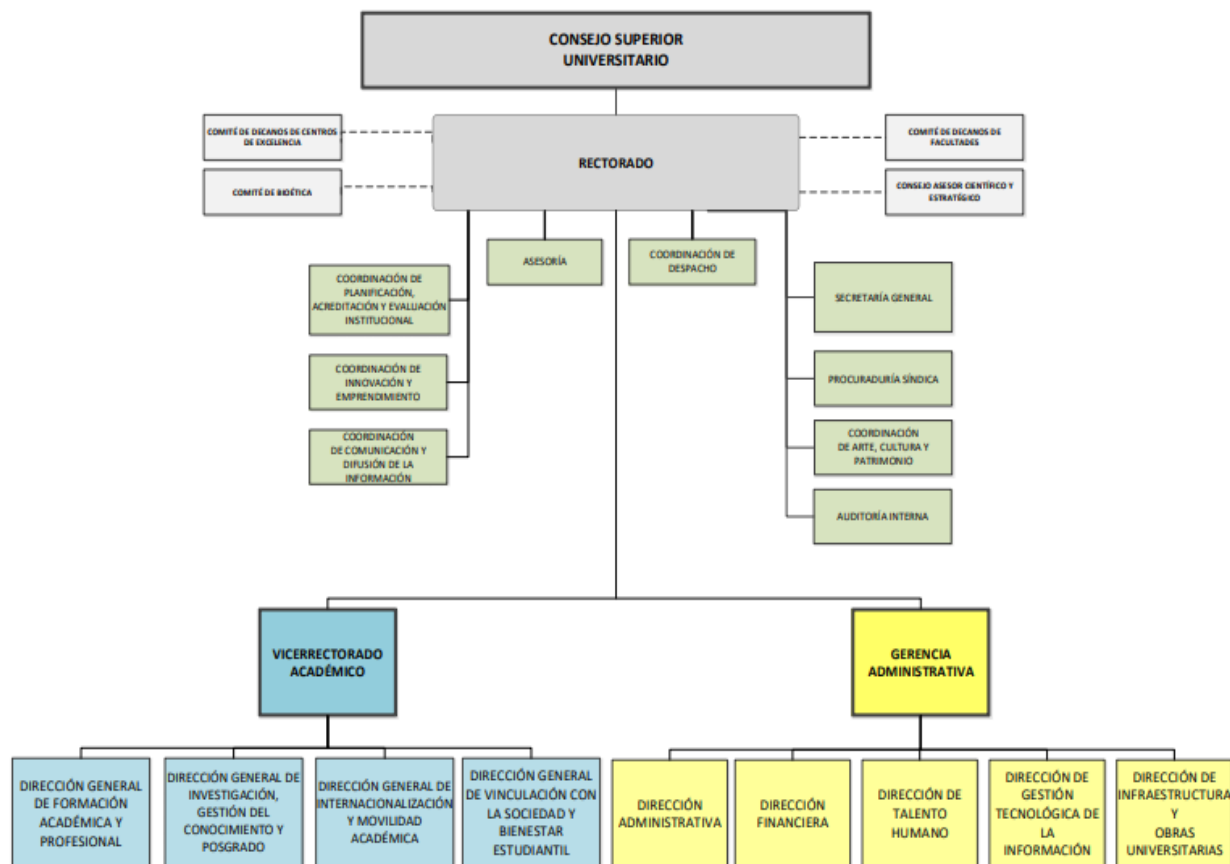 CONSEJO SUPERIOR
UNIVERSITARIO
COMITÉ DE DECANOS DE CENTROS
DE EXCELENCIA
COMITÉ DE DECANOS DE
FACULTADES
RECTORADO
COMITÉ DE BIOÉTICA
CONSEJO ASESOR CIENTÍFICO Y
ESTRATÉGICO
ASESORÍA
COORDINACIÓN DE
DESPACHO
COORDINACIÓN DE
PLANIFICACIÓN,
ACREDITACIÓN Y EVALUACIÓN
INSTITUCIONAL
SECRETARÍA GENERAL
COORDINACIÓN DE
INNOVACIÓN Y
EMPRENDIMIENTO
PROCURADURÍA SÍNDICA
COORDINACIÓN
DE COMUNICACIÓN Y
DIFUSIÓN DE LA
INFORMACIÓN
COORDINACIÓN
DE ARTE, CULTURA Y
PATRIMONIO
AUDITORÍA INTERNA
VICERRECTORADO
ACADÉMICO
GERENCIA
ADMINISTRATIVA
DIRECCIÓN GENERAL
DE FORMACIÓN
ACADÉMICA Y
PROFESIONAL
DIRECCIÓN GENERAL DE
INVESTIGACIÓN,
GESTIÓN DEL
CONOCIMIENTO Y
POSGRADO
DIRECCIÓN GENERAL DE
INTERNACIONALIZACIÓN
Y MOVILIDAD
ACADÉMICA
DIRECCIÓN GENERAL
DE VINCULACIÓN CON
LA SOCIEDAD Y
BIENESTAR
ESTUDIANTIL
DIRECCIÓN
ADMINISTRATIVA
DIRECCIÓN
FINANCIERA
DIRECCIÓN DE
TALENTO
HUMANO
DIRECCIÓN DE
GESTIÓN
TECNOLÓGICA DE
LA
INFORMACIÓN
DIRECCIÓN DE
INFRAESTRUCTURA
Y
OBRAS
UNIVERSITARIAS